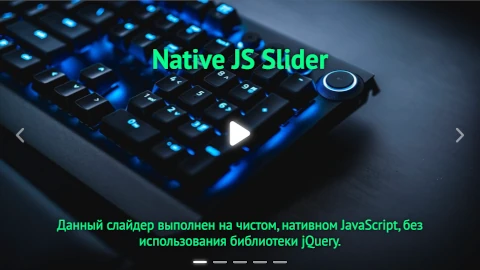 Native JS Slider
Данный слайдер выполнен на чистом, нативном JavaScript, без
использования библиотеки jQuery.